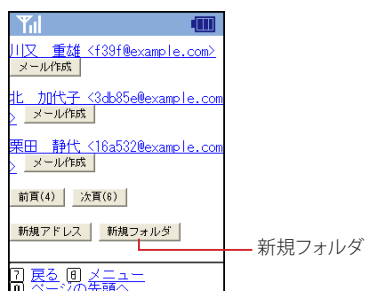 川又　重雄 <f39f@example.com>
メール作成
北　加代子 <3db85e@example.com
> メール作成
栗田　静代 <16a532@example.com
> メール作成
前頁(4) 次頁(6)
新規アドレス 新規フォルダ
新規フォルダ
7 戻る 8 メニュー
0 ページの先頭へ